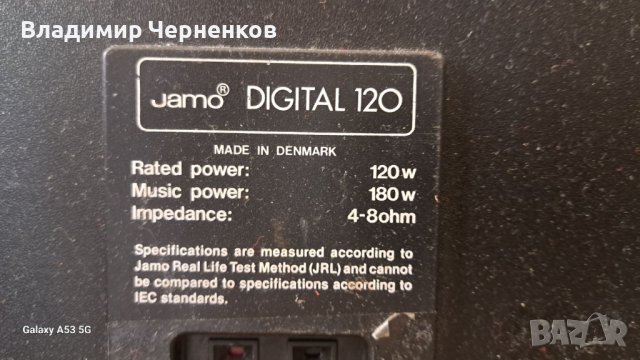 Владимир Черненков
Jamo® DIGITAL 120
MADE IN DENMARK
Rated power: 120w
Music power: 180w
Impedance: 4-8ohm
Specifications are measured according to
Jamo Real Life Test Method (JRL) and cannot
be compared to specifications according to
IEC standards.
Galaxy A53 5G
BAZAR